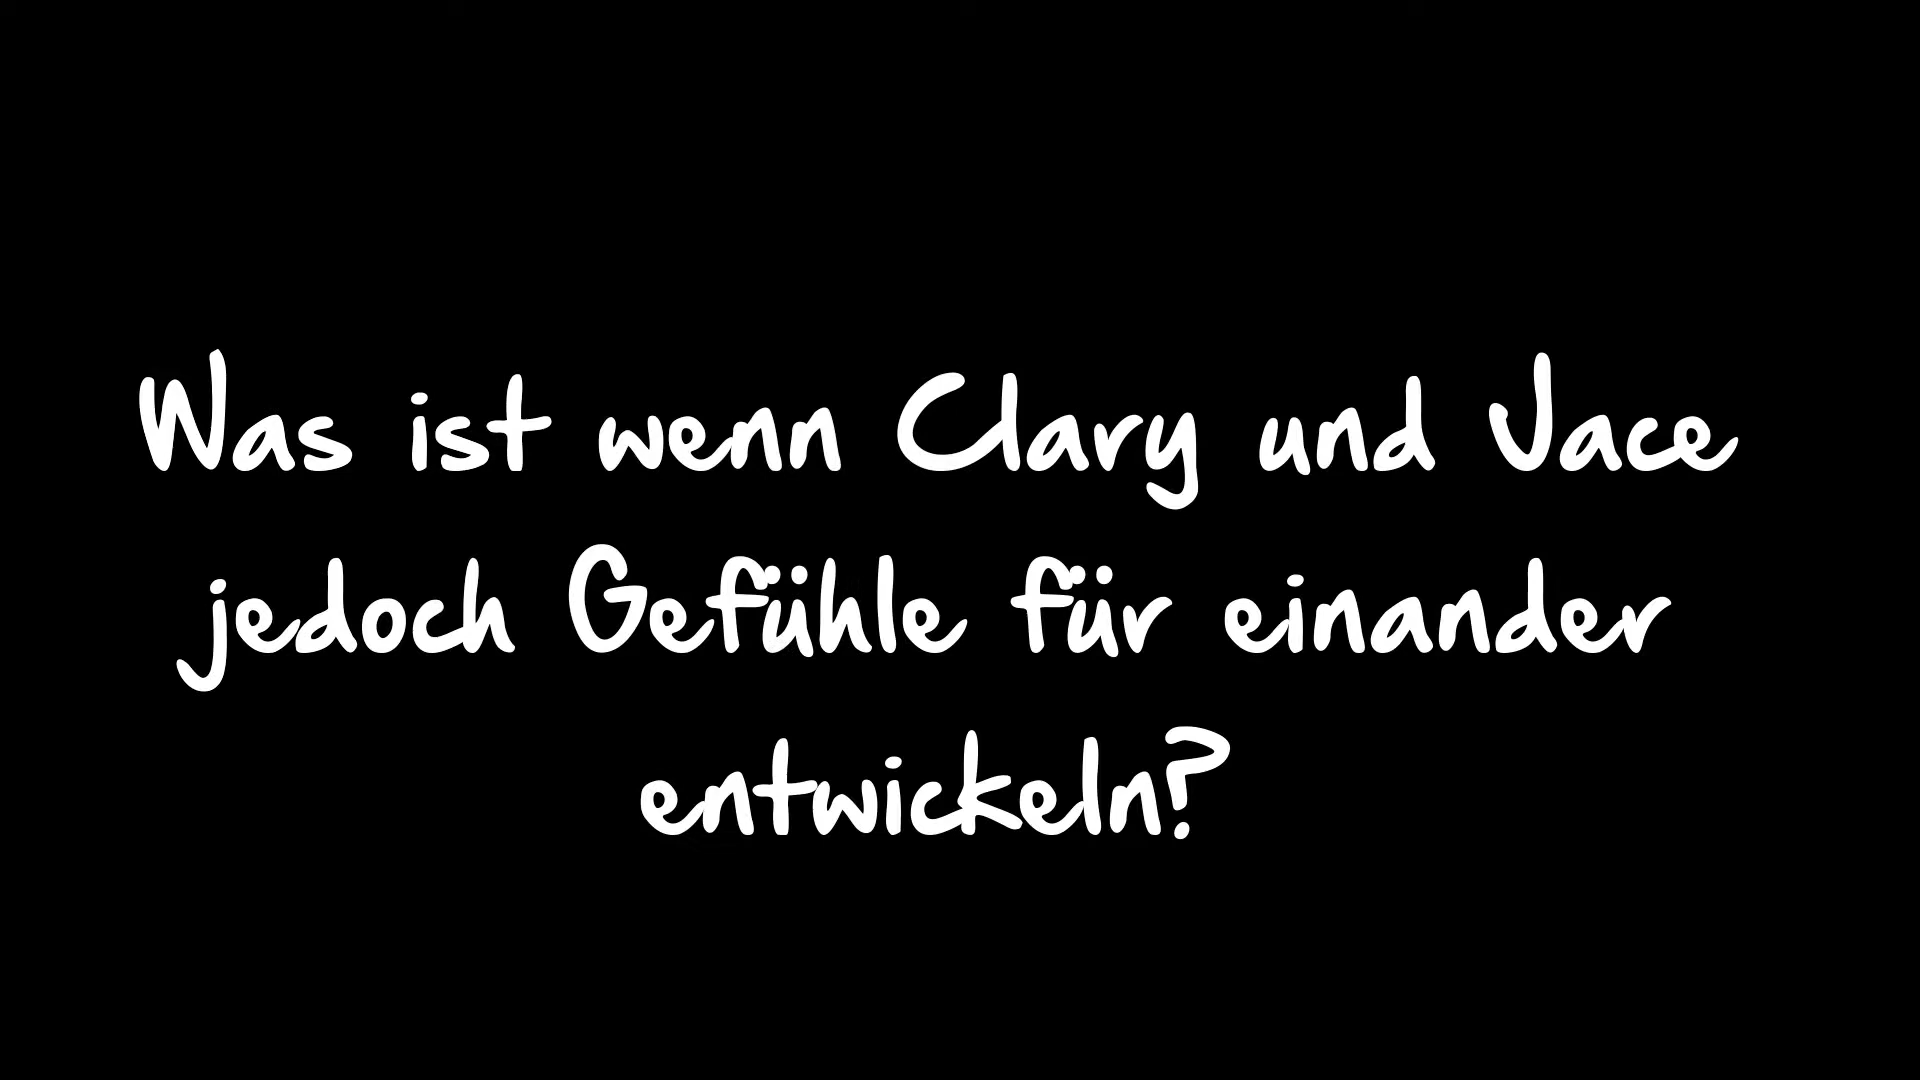 Was ist wenn Clary und Jace
jedoch Gefühle für einander
entwickeln?